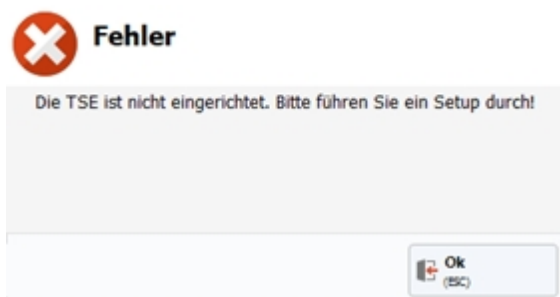 Fehler
Die TSE ist nicht eingerichtet. Bitte führen Sie ein Setup durch!
Ok
(ESC)